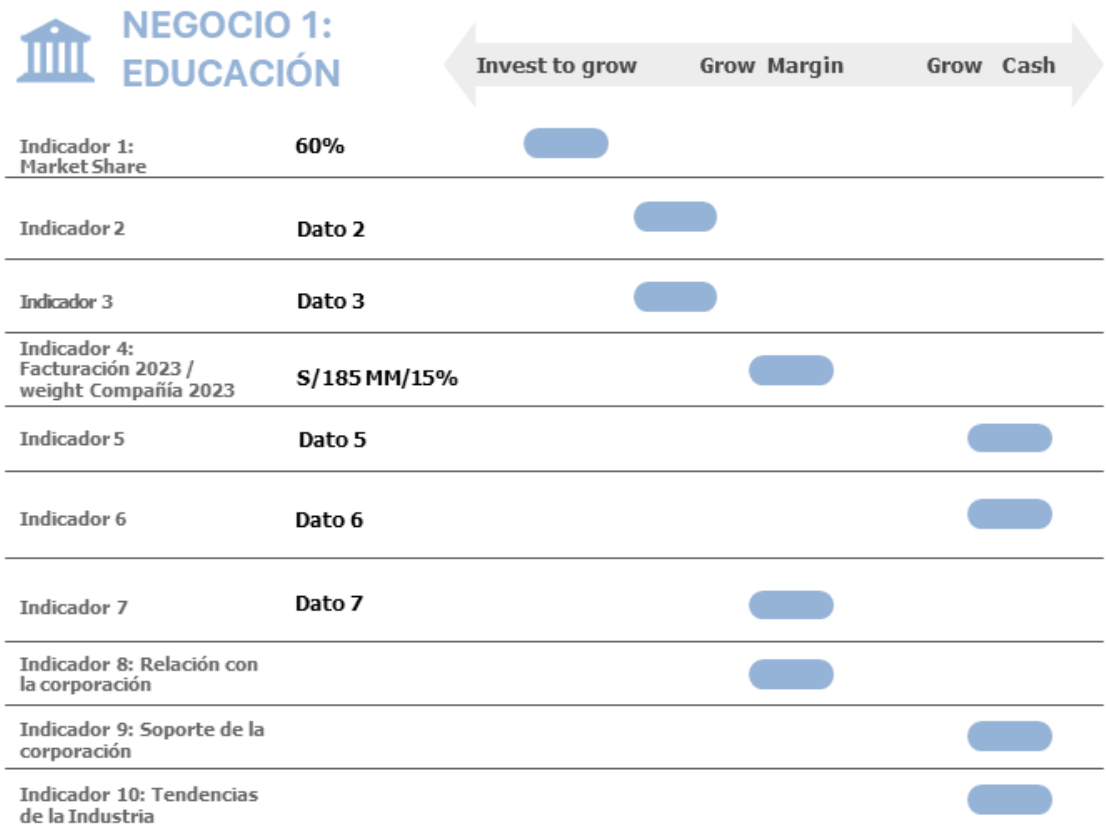 NEGOCIO 1:
EDUCACIÓN
Invest to grow Grow Margin Grow Cash
Indicador 1:
Market Share
60%
Indicador 2
Dato 2
Indicador 3
Dato 3
Indicador 4:
Facturación 2023 /
weight Compañía 2023
S/185 MM/15%
Indicador 5
Dato 5
Indicador 6
Dato 6
Indicador 7
Dato 7
Indicador 8: Relación con
la corporación
Indicador 9: Soporte de la
corporación
Indicador 10: Tendencias
de la Industria